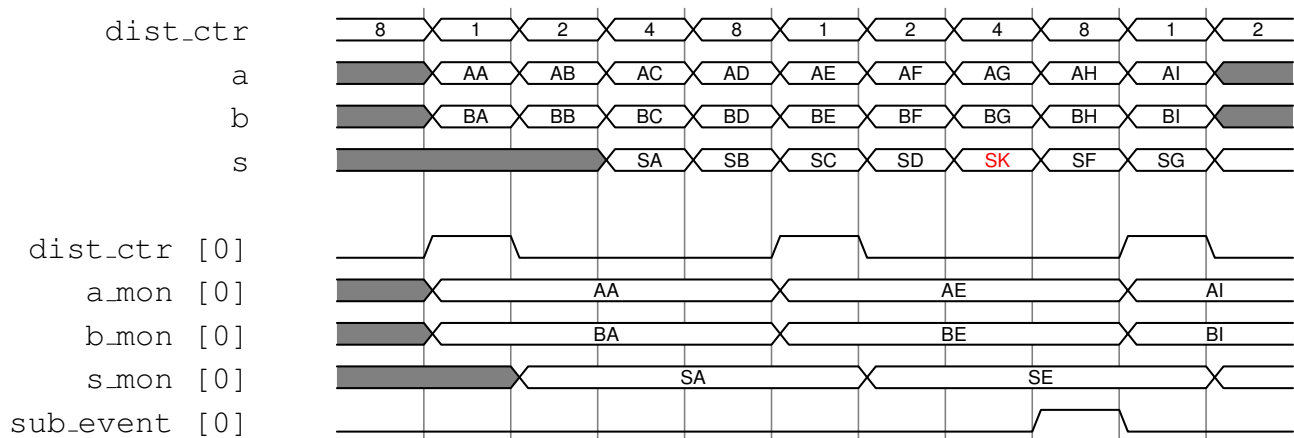 dist_ctr 8 1 2 4 8 1 2 4 8 1 2
a AA AB AC AD AE AF AG AH AI
b BA BB BC BD BE BF BG BH BI
s SA SB SC SD SK SF SG
dist_ctr [0]
a_mon [0] AA AE AI
b_mon [0] BA BE BI
s_mon [0] SA SE
sub_event [0]